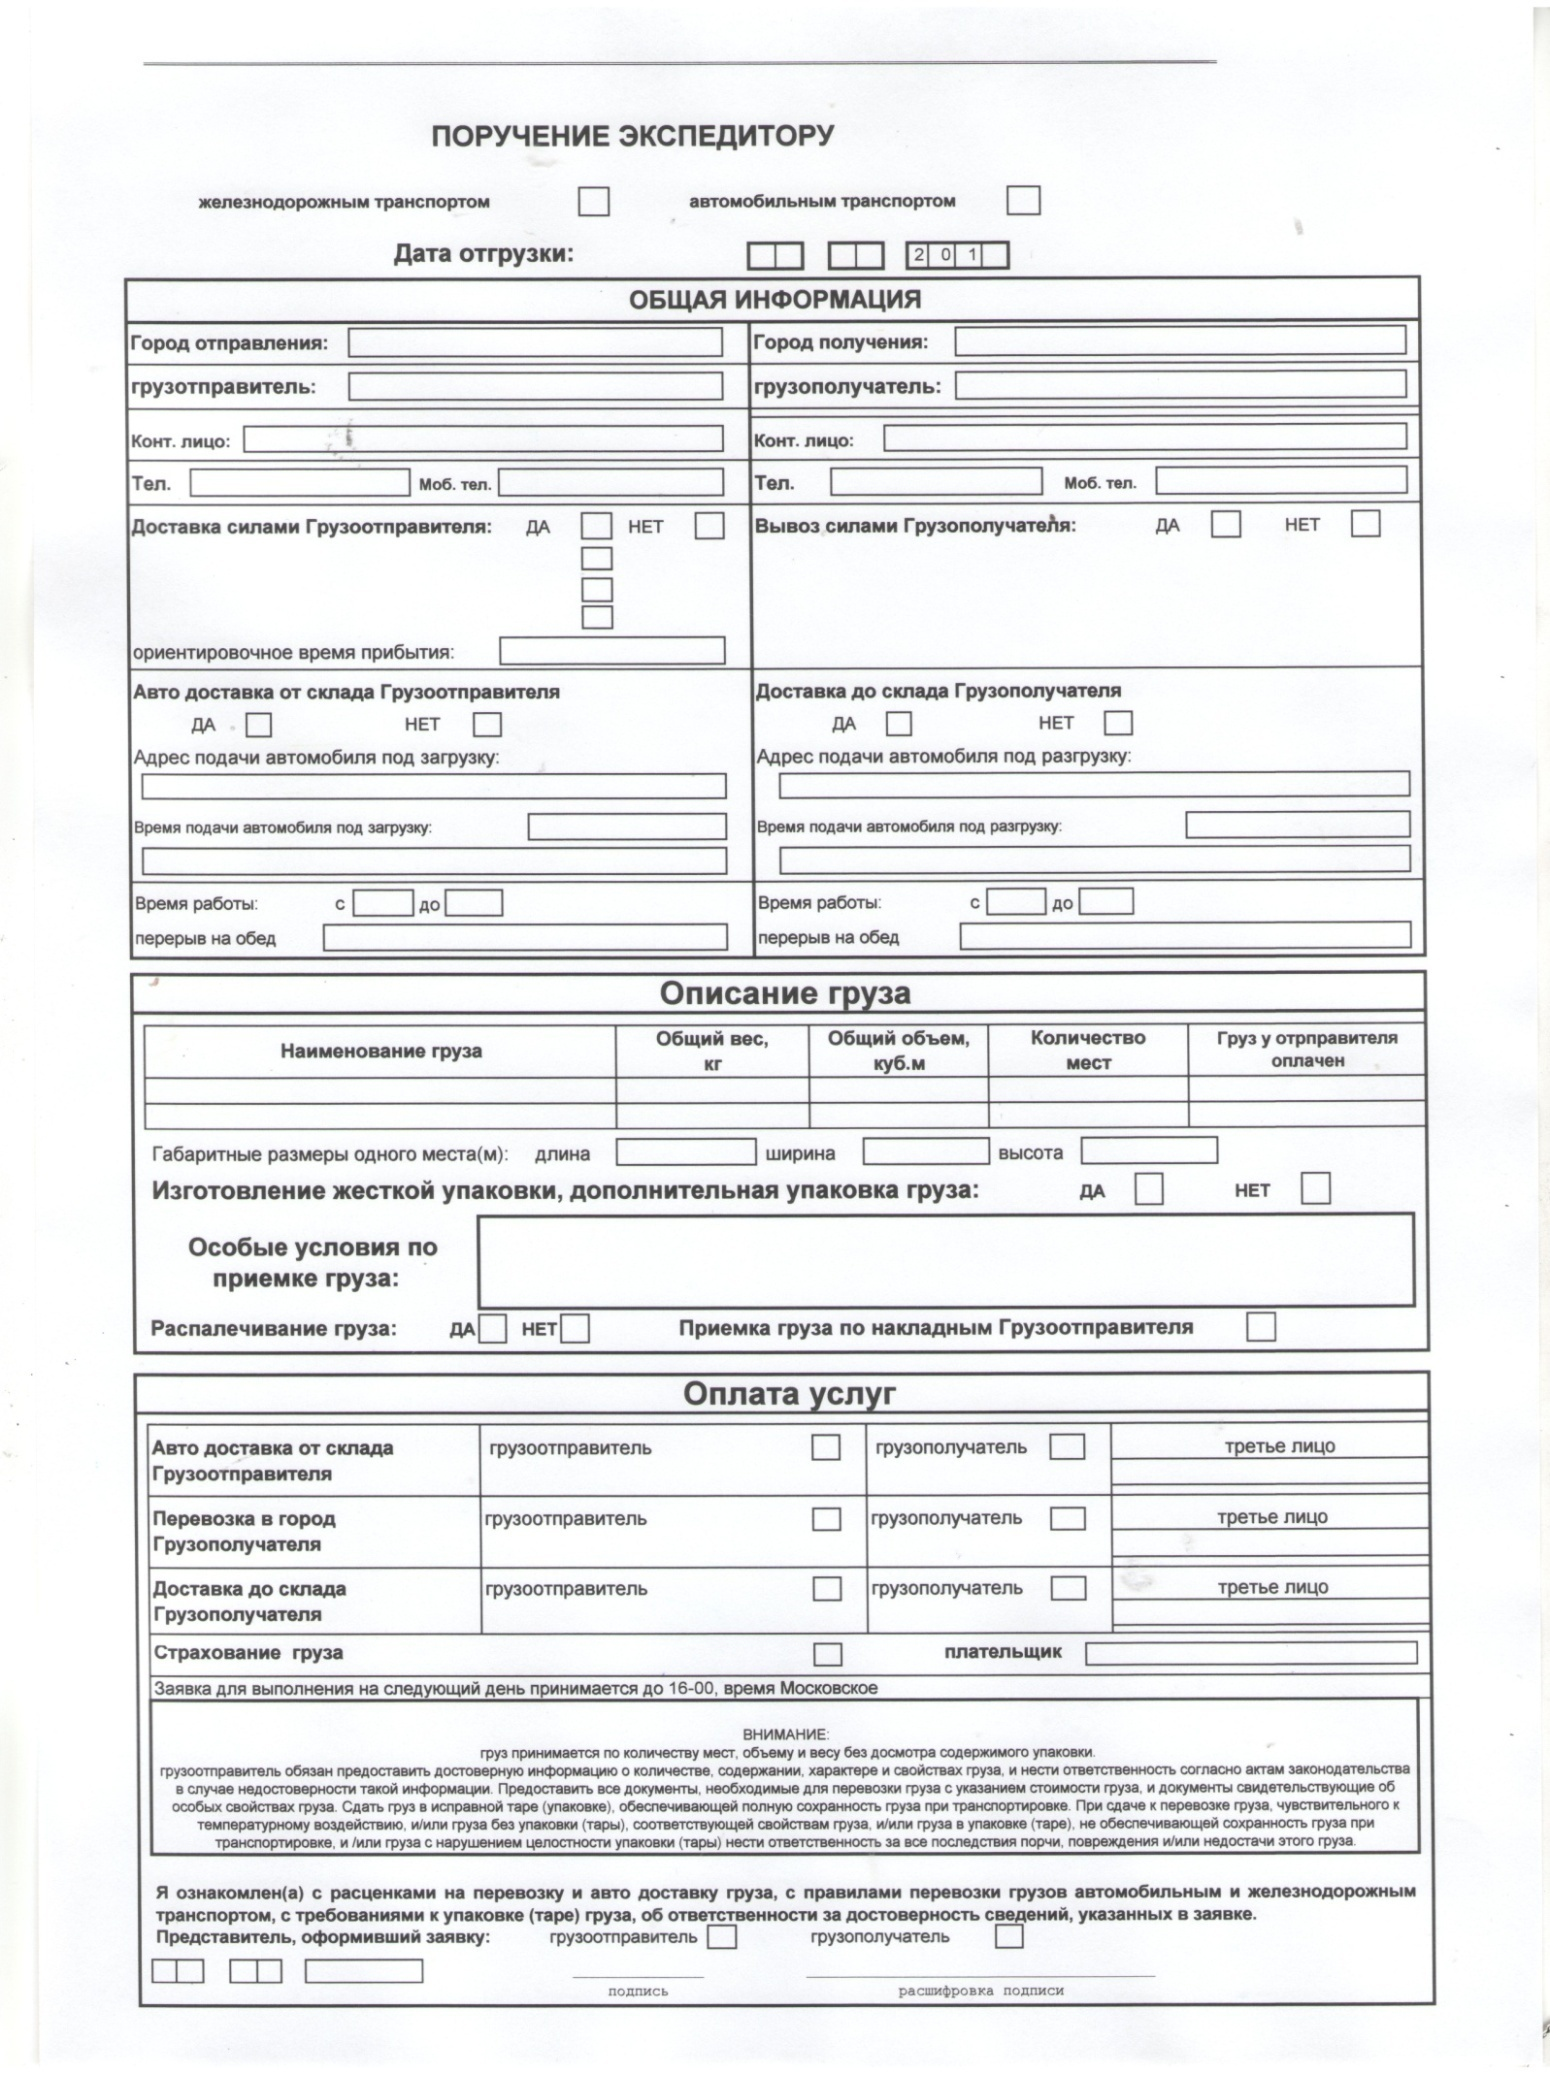 ПОРУЧЕНИЕ ЭКСПЕДИТОРУ
железнодорожным транспортом автомобильным транспортом
Дата отгрузки: 2 0 1
ОБЩАЯ ИНФОРМАЦИЯ
Город отправления: Город получения:
грузотправитель: грузополучатель:
Конт. лицо: Конт. лицо:
Тел. Моб. тел. Тел. Моб. тел.
Доставка силами Грузоотправителя: ДА НЕТ Вывоз силами Грузополучателя: ДА НЕТ
ориентировочное время прибытия:
Авто доставка от склада Грузоотправителя Доставка до склада Грузополучателя
ДА НЕТ ДА НЕТ
Адрес подачи автомобиля под загрузку: Адрес подачи автомобиля под разгрузку:
Время подачи автомобиля под загрузку: Время подачи автомобиля под разгрузку:
Время работы: с до Время работы: с до
перерыв на обед перерыв на обед
Описание груза
Наименование груза Общий вес, кг Общий объем, куб.м Количество мест Груз у отрправителя оплачен
Габаритные размеры одного места(м): длина ширина высота
Изготовление жесткой упаковки, дополнительная упаковка груза: ДА НЕТ
Особые условия по
приемке груза:
Распалечивание груза: ДА НЕТ Приемка груза по накладным Грузоотправителя
Оплата услуг
Авто доставка от склада грузоотправитель грузополучатель третье лицо
Грузоотправителя
Перевозка в город грузоотправитель грузополучатель третье лицо
Грузополучателя
Доставка до склада грузоотправитель грузополучатель третье лицо
Грузополучателя
Страхование груза плательщик
Заявка для выполнения на следующий день принимается до 16-00, время Московское
ВНИМАНИЕ:
груз принимается по количеству мест, объему и весу без досмотра содержимого упаковки.
грузоотправитель обязан предоставить достоверную информацию о количестве, содержании, характере и свойствах груза, и нести ответственность согласно актам законодательства
в случае недостоверности такой информации. Предоставить все документы, необходимые для перевозки груза с указанием стоимости груза, и документы свидетельствующие об
особых свойствах груза. Сдать груз в исправной таре (упаковке), обеспечивающей полную сохранность груза при транспортировке. При сдаче к перевозке груза, чувствительного к
температурному воздействию, и/или груза без упаковки (тары), соответствующей свойствам груза, и/или груза в упаковке (таре), не обеспечивающей сохранность груза при
транспортировке, и /или груза с нарушением целостности упаковки (тары) нести ответственность за все последствия порчи, повреждения и/или недостачи этого груза.
Я ознакомлен(а) с расценками на перевозку и авто доставку груза, с правилами перевозки грузов автомобильным и железнодорожным
транспортом, с требованиями к упаковке (таре) груза, об ответственности за достоверность сведений, указанных в заявке.
Представитель, оформивший заявку: грузоотправитель грузополучатель
подпись расшифровка подписи